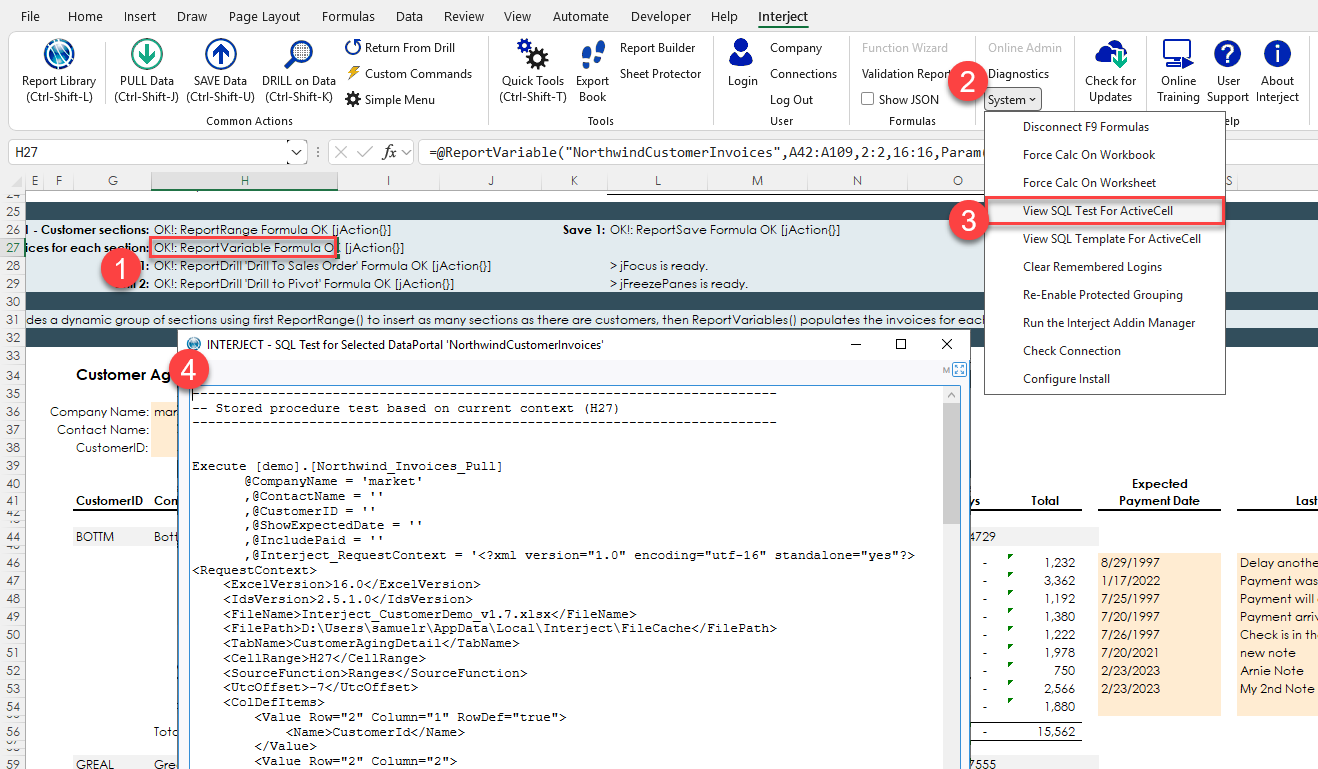 File Home Insert Draw Page Layout Formulas Data Review View Automate Developer Help Interject
Report Library
(Ctrl-Shift-L)
PULL Data
(Ctrl-Shift-J)
SAVE Data
(Ctrl-Shift-U)
DRILL on Data
(Ctrl-Shift-K)
Return From Drill
Custom Commands
Simple Menu
Common Actions
Quick Tools
(Ctrl-Shift-T)
Export
Book
Report Builder
Sheet Protector
Tools
Login
Company
Connections
Log Out
User
Function Wizard
Validation Report
Show JSON
Formulas
Online Admin
Diagnostics
System
2
Check for
Updates
Online
Training
User
Support
About
Interject
elp
Disconnect F9 Formulas
Force Calc On Workbook
Force Calc On Worksheet
View SQL Test For ActiveCell
View SQL Template For ActiveCell
Clear Remembered Logins
Re-Enable Protected Grouping
Run the Interject Addin Manager
Check Connection
Configure Install
3
H27 fx =@ReportVariable("NorthwindCustomerInvoices",A42:A109,2:2,16:16,Param(
E F G H I J K L M N O S
24
25
26 1 - Customer sections: OK!: ReportRange Formula OK [jAction{}] Save 1: OK!: ReportSave Formula OK [jAction{}]
27 ices for each section: OK!: ReportVariable Formula OK [jAction{}]
28 1: OK!: ReportDrill 'Drill To Sales Order' Formula OK [jAction{}] > jFocus is ready.
29 2: OK!: ReportDrill 'Drill to Pivot' Formula OK [jAction{}] > jFreezePanes is ready.
1
30
31 des a dynamic group of sections using first ReportRange() to insert as many sections as there are customers, then ReportVariables() populates the invoices for each
32
33
34 Customer Ag
35
36 Company Name: mar
37 Contact Name:
38 CustomerID:
39
40 Expected
41 CustomerID Con ys Total Payment Date Last
42
44 BOTTM Bott 4729
46 - 1,232 8/29/1997 Delay anothe
47 - 3,362 1/17/2022 Payment was
48 - 1,192 7/25/1997 Payment will
49 - 1,380 7/20/1997 Payment arriv
50 - 1,222 7/26/1997 Check is in th
51 - 1,978 7/20/2021 new note
52 - 750 2/23/2023 Arnie Note
53 - 2,566 2/23/2023 My 2nd Note
54 - 1,880
56 Tota - 15,562
59 GREAL Gre 7555
4
INTERJECT - SQL Test for Selected DataPortal 'NorthwindCustomerInvoices'
M
----------------------------------------------------------------------------
-- Stored procedure test based on current context (H27)
----------------------------------------------------------------------------
Execute [demo].[Northwind_Invoices_Pull]
@CompanyName = 'market'
,@ContactName = ''
,@CustomerID = ''
,@ShowExpectedDate = ''
,@IncludePaid = ''
,@Interject_RequestContext = '<?xml version="1.0" encoding="utf-16" standalone="yes"?>
<RequestContext>
<ExcelVersion>16.0</ExcelVersion>
<IdsVersion>2.5.1.0</IdsVersion>
<FileName>Interject_CustomerDemo_v1.7.xlsx</FileName>
<FilePath>D:\Users\samuelr\AppData\Local\Interject\FileCache</FilePath>
<TabName>CustomerAgingDetail</TabName>
<CellRange>H27</CellRange>
<SourceFunction>Ranges</SourceFunction>
<UtcOffset>-7</UtcOffset>
<ColDefItems>
<Value Row="2" Column="1" RowDef="true">
<Name>CustomerId</Name>
</Value>
<Value Row="2" Column="2">